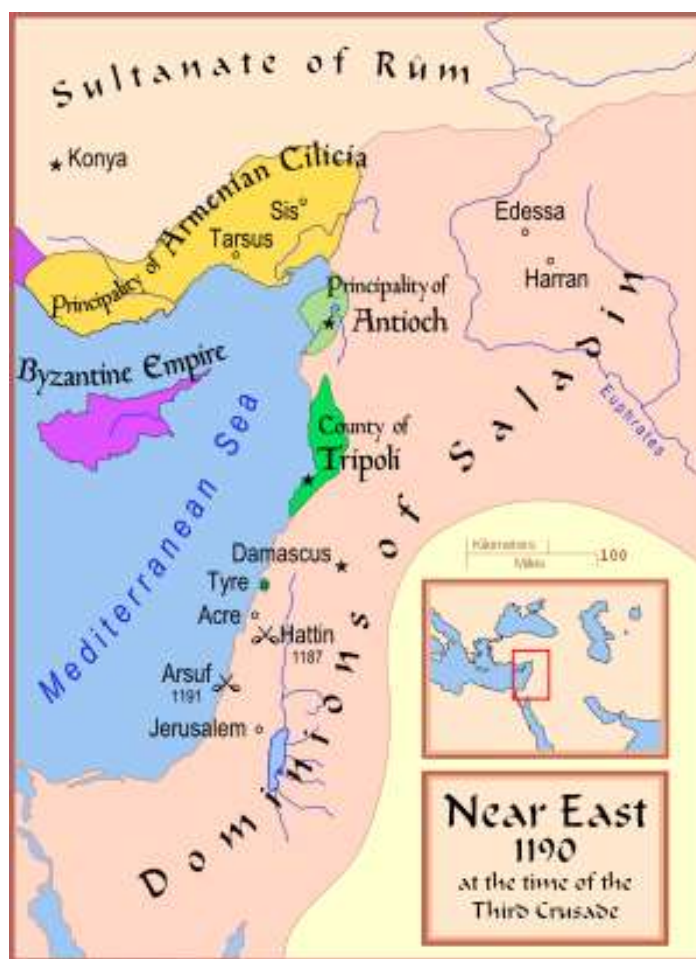 Sultanate of Rûm
Konya
Principality of Armenian Cilicia
Sis
Tarsus
Edessa
Harran
Principality of
Antioch
Byzantine Empire
Euphrates
County of
Tripoli
Mediterranean Sea
Dominions of Saladin
Damascus
Tyre
Acre
Hattin
1187
Arsuf
1191
Jerusalem
Kilometers
Miles
100
Near East
1190
at the time of the
Third Crusade